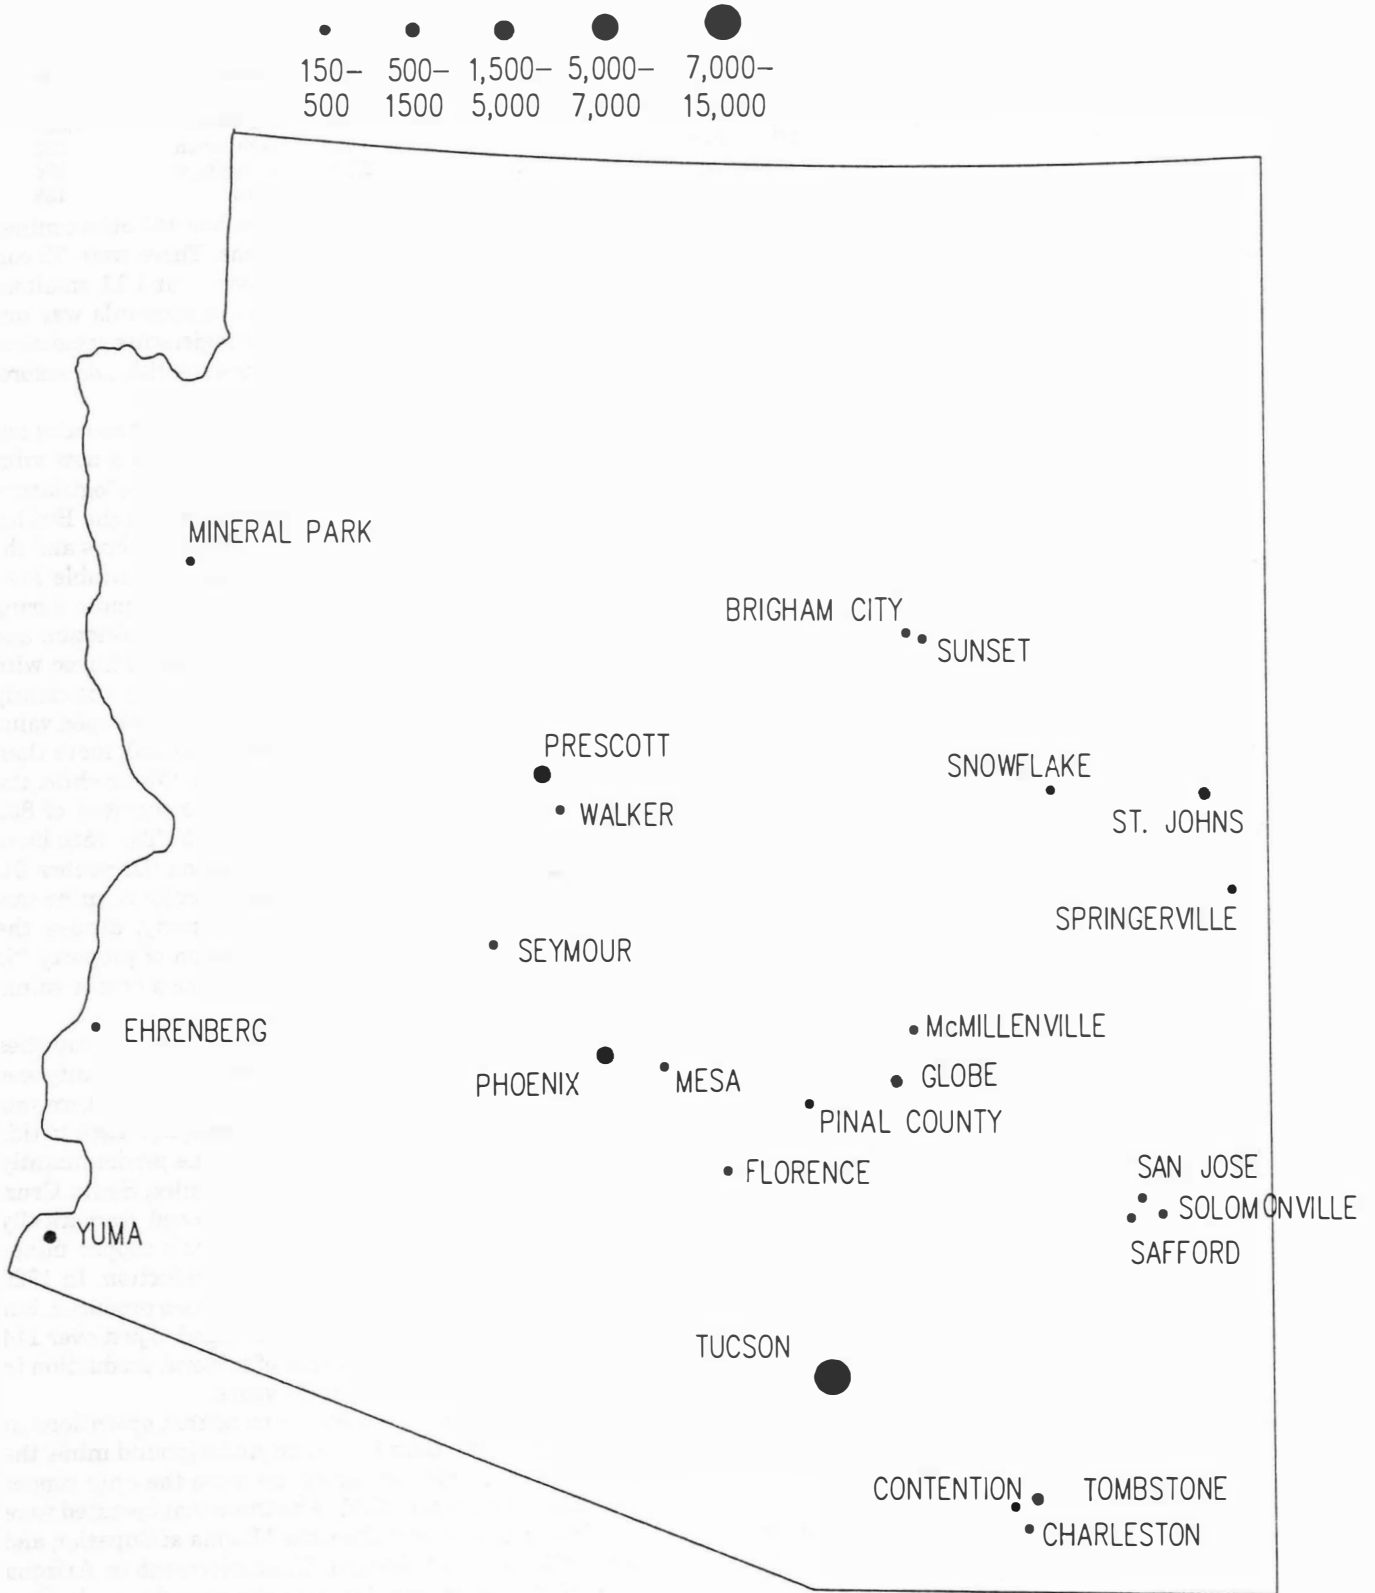 150– 500– 1,500– 5,000– 7,000–
500 1500 5,000 7,000 15,000
MINERAL PARK
BRIGHAM CITY
SUNSET
PRESCOTT
SNOWFLAKE
WALKER
ST. JOHNS
SPRINGERVILLE
SEYMOUR
EHRENBERG
McMILLENVILLE
PHOENIX
MESA
GLOBE
PINAL COUNTY
FLORENCE
SAN JOSE
SOLOMONVILLE
YUMA
SAFFORD
TUCSON
CONTENTION
TOMBSTONE
CHARLESTON